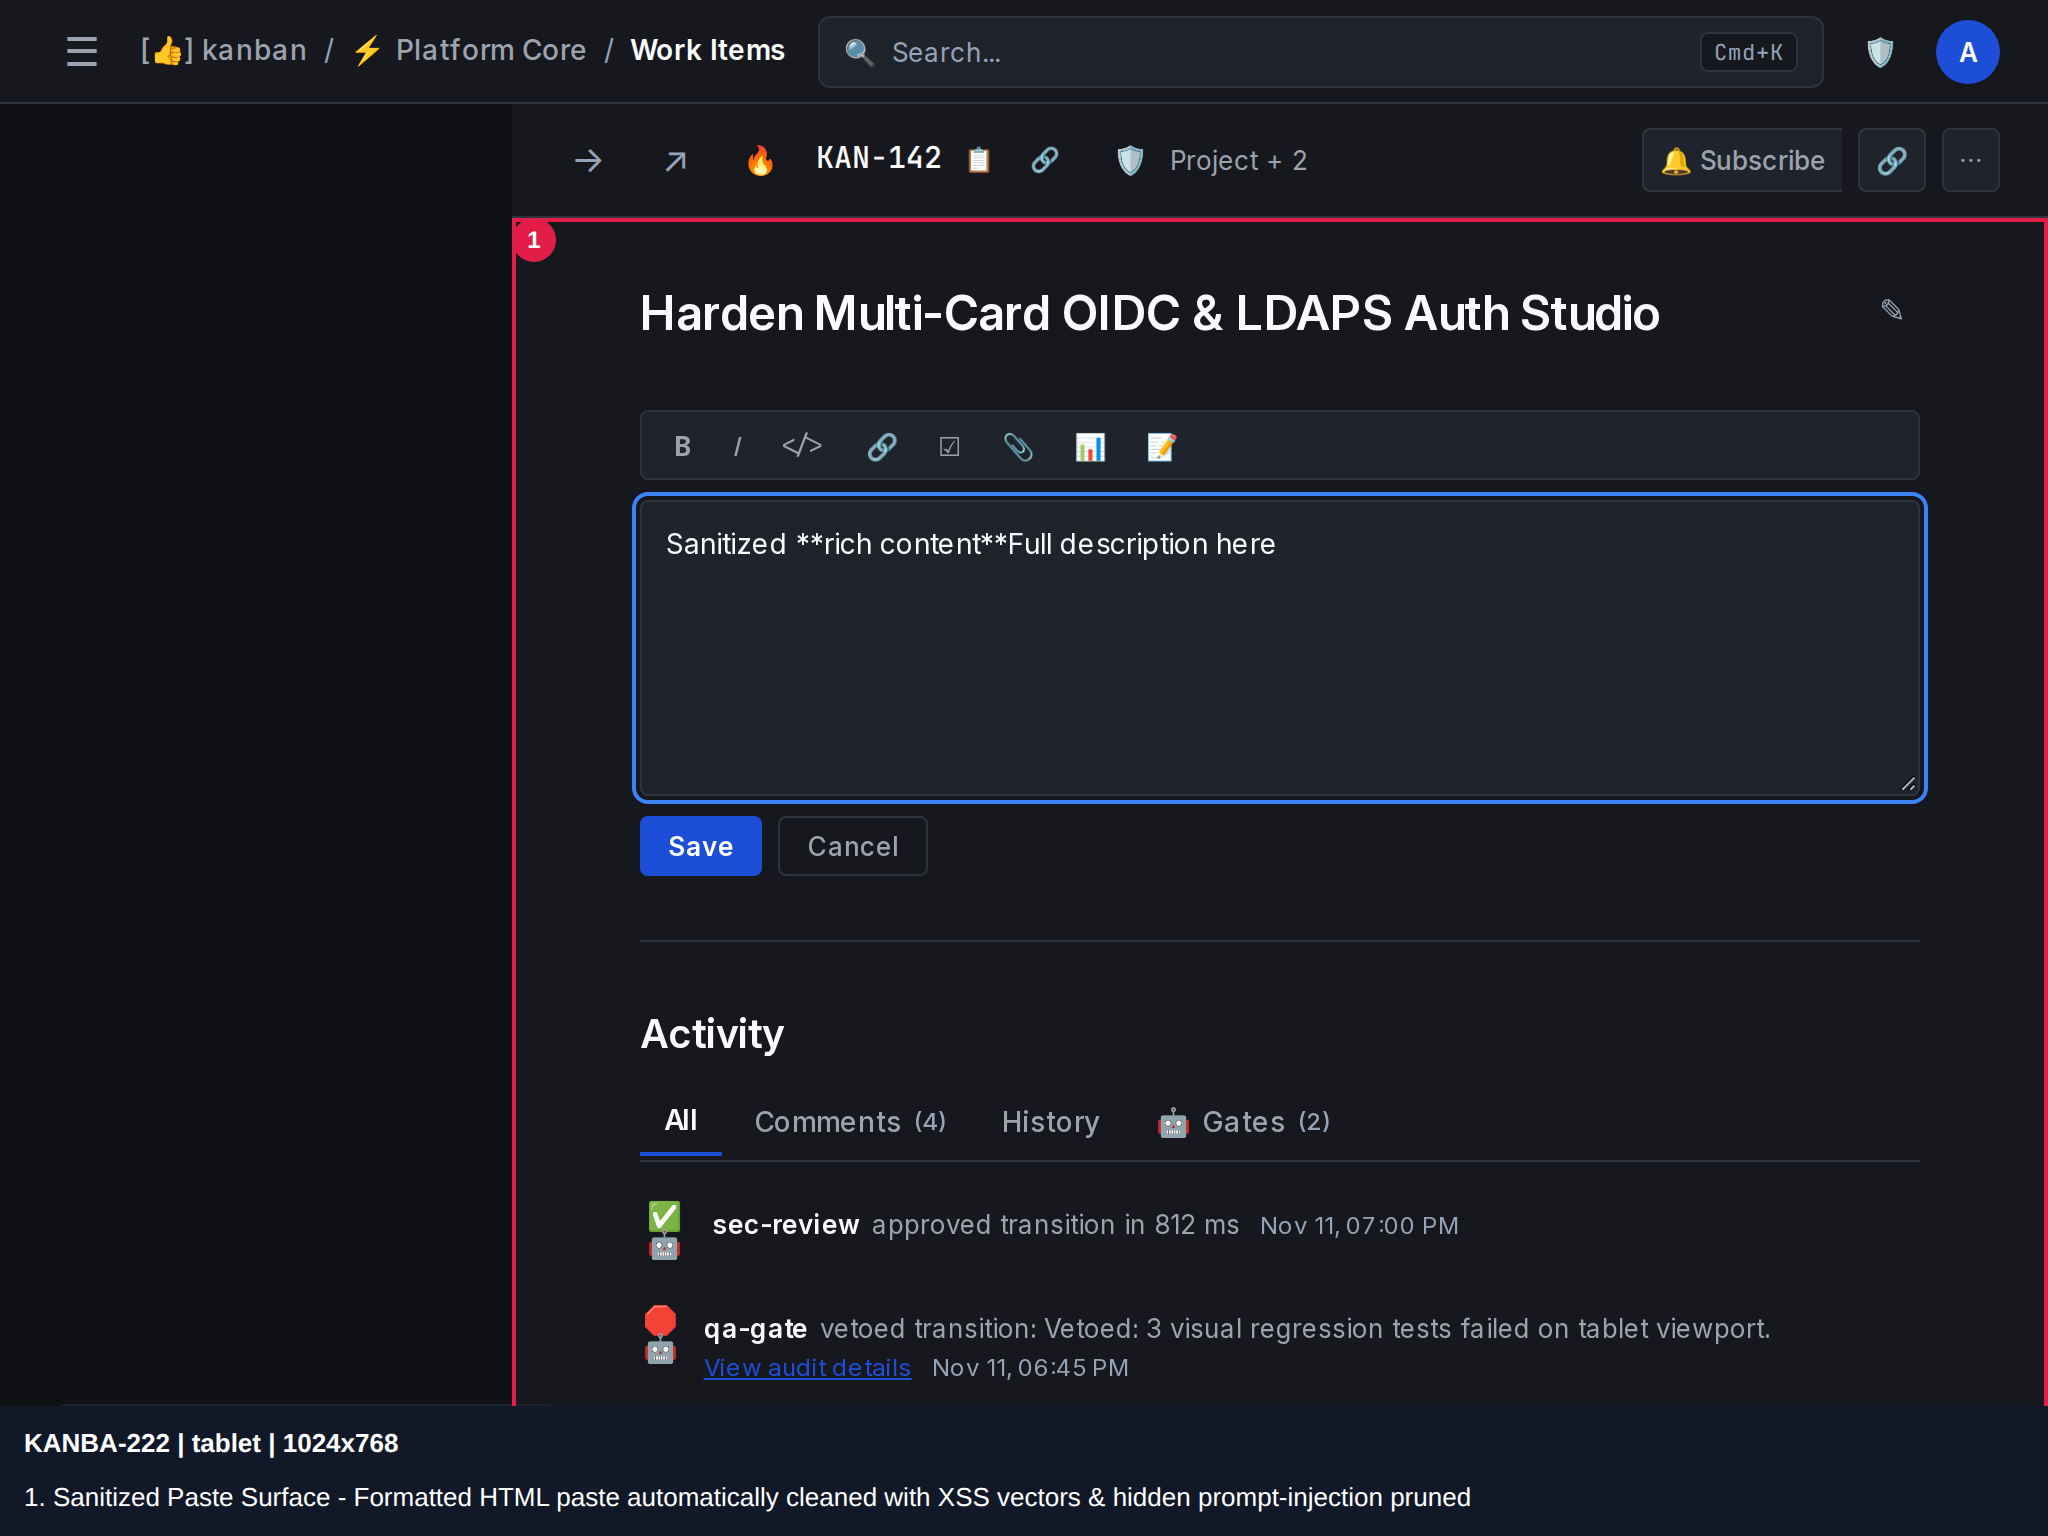 [👍] kanban / ⚡ Platform Core / Work Items
Search...
Cmd+K
A
KAN-142
Project + 2
Subscribe
...
1
Harden Multi-Card OIDC & LDAPS Auth Studio
B I </>
Sanitized **rich content**Full description here
Save
Cancel
Activity
All
Comments (4)
History
Gates (2)
sec-review approved transition in 812 ms Nov 11, 07:00 PM
qa-gate vetoed transition: Vetoed: 3 visual regression tests failed on tablet viewport.
View audit details Nov 11, 06:45 PM
KANBA-222 | tablet | 1024x768
1. Sanitized Paste Surface - Formatted HTML paste automatically cleaned with XSS vectors & hidden prompt-injection pruned